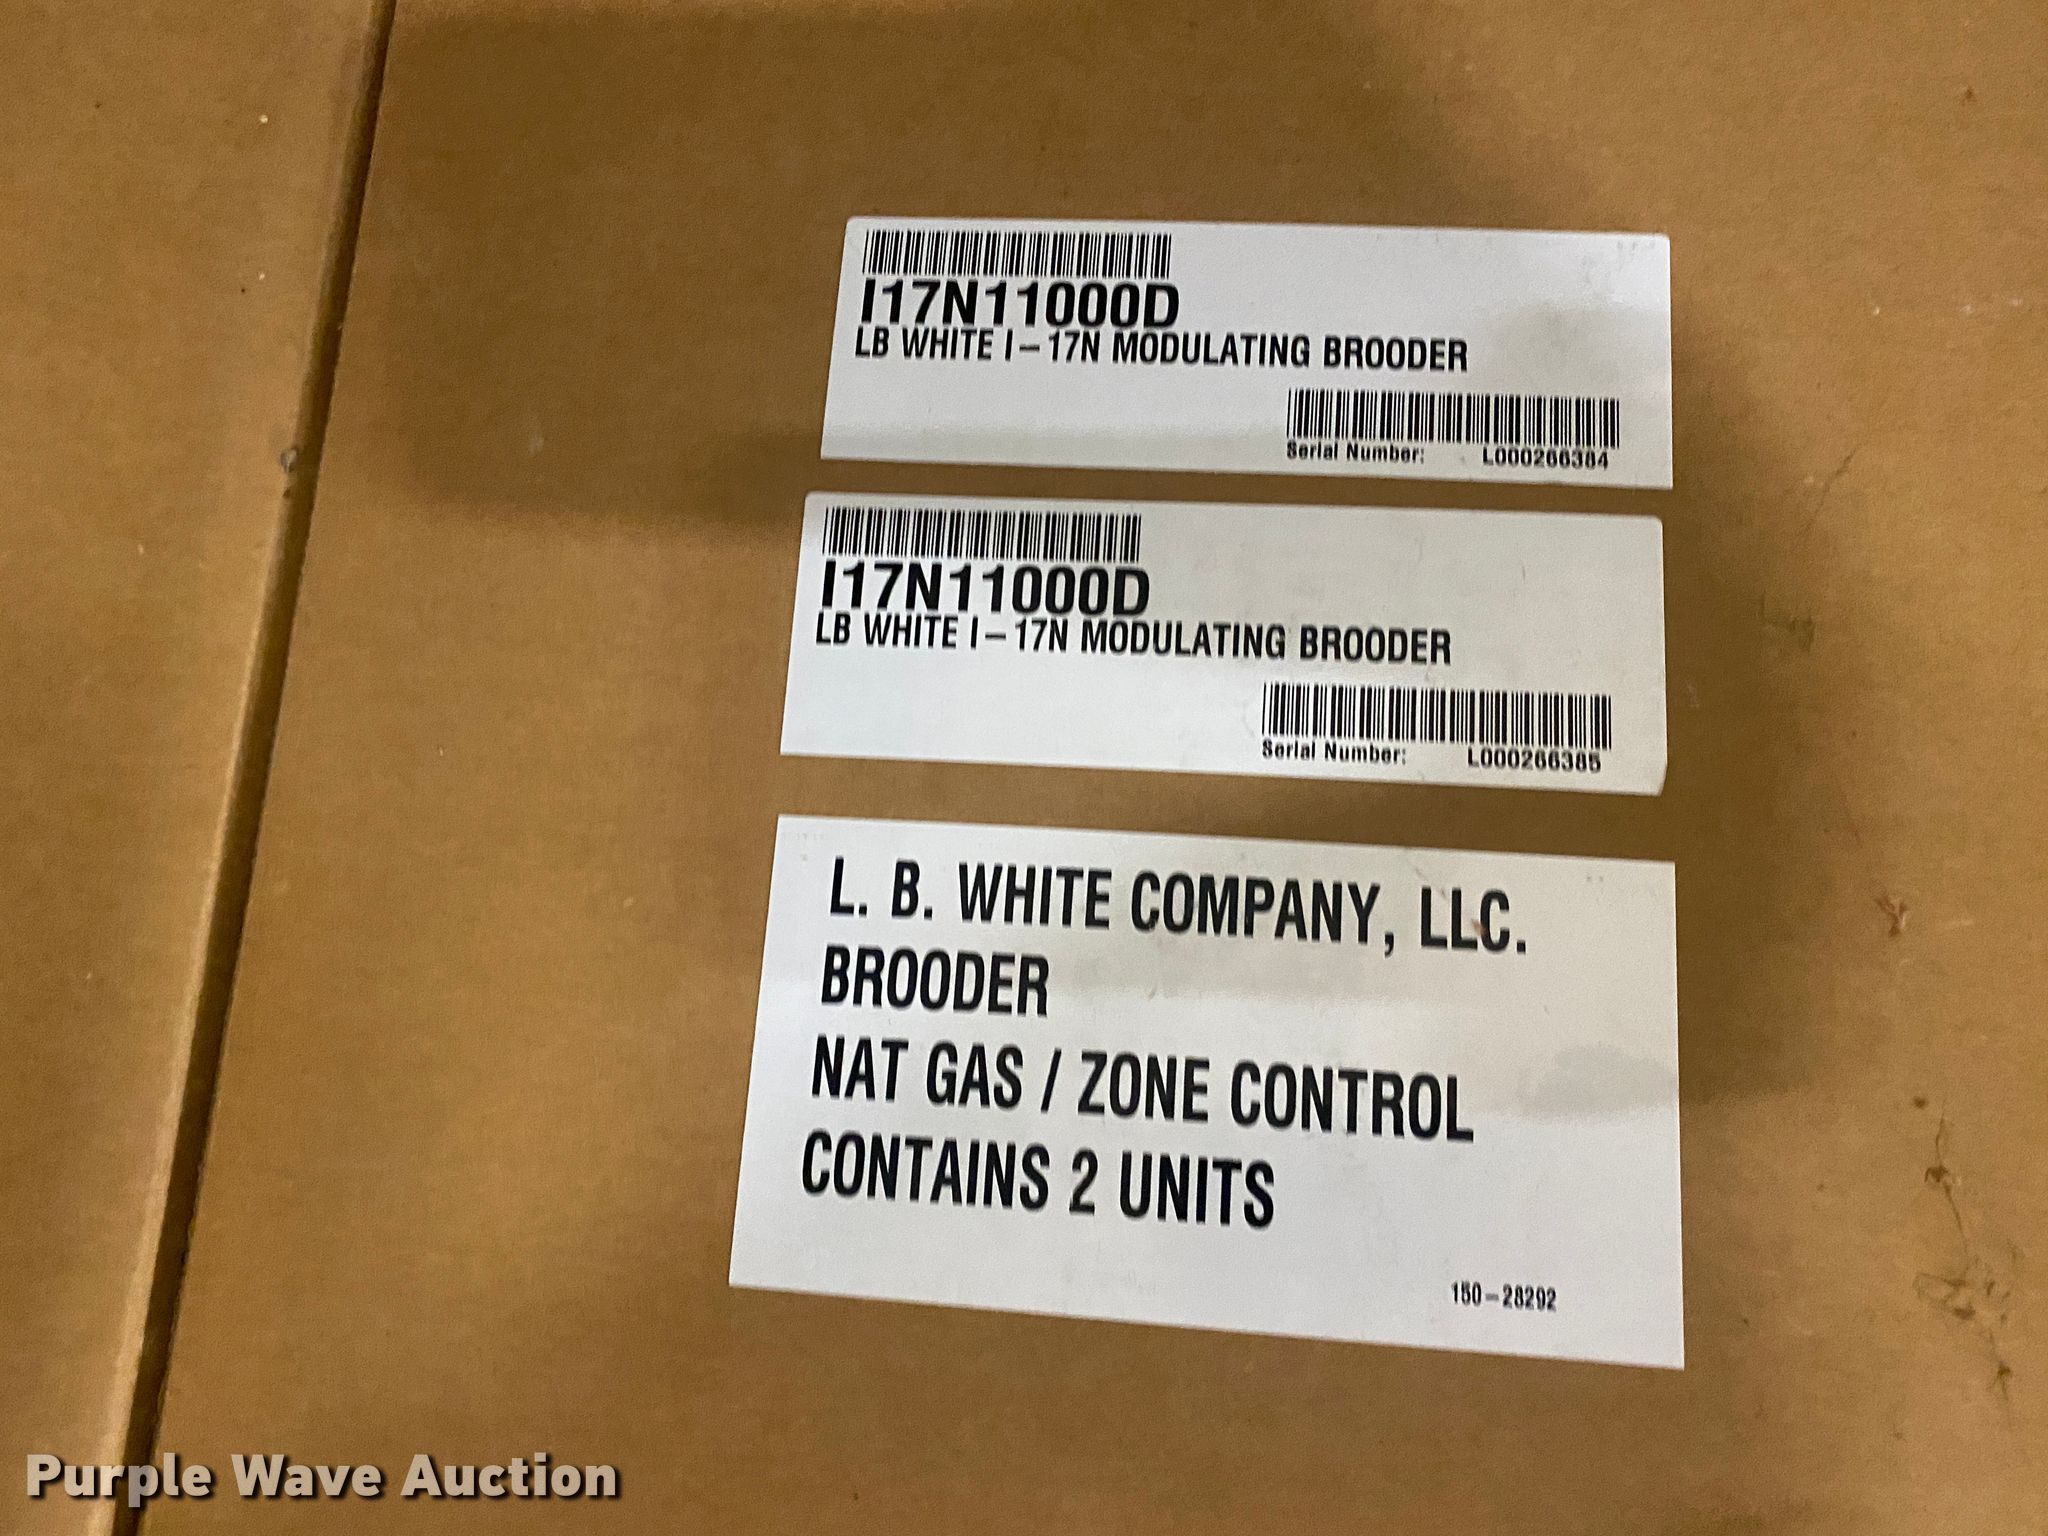 I17N11000D
LB WHITE I-17N MODULATING BROODER
Serial Number: L000266384
I17N11000D
LB WHITE I-17N MODULATING BROODER
Serial Number: L000266385
L. B. WHITE COMPANY, LLC.
BROODER
NAT GAS / ZONE CONTROL
CONTAINS 2 UNITS
150-28292
Purple Wave Auction